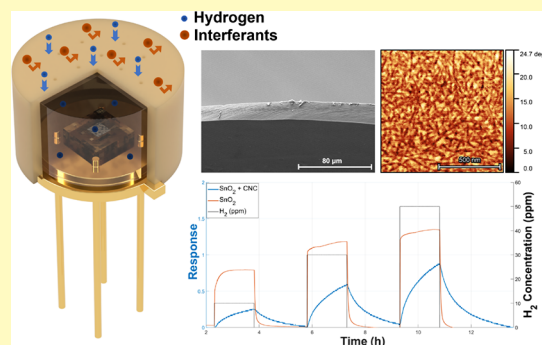 Hydrogen
Interferants
80 µm
500 nm
24.7 de
20.0
15.0
10.0
5.0
0.0
SnO₂ + CNC
SnO₂
H₂ (ppm)
Response
2
1.5
1
0.5
0
2 4 6 8 10 12
Time (h)
60
50
40
30
20
10
0
H₂ Concentration (ppm)